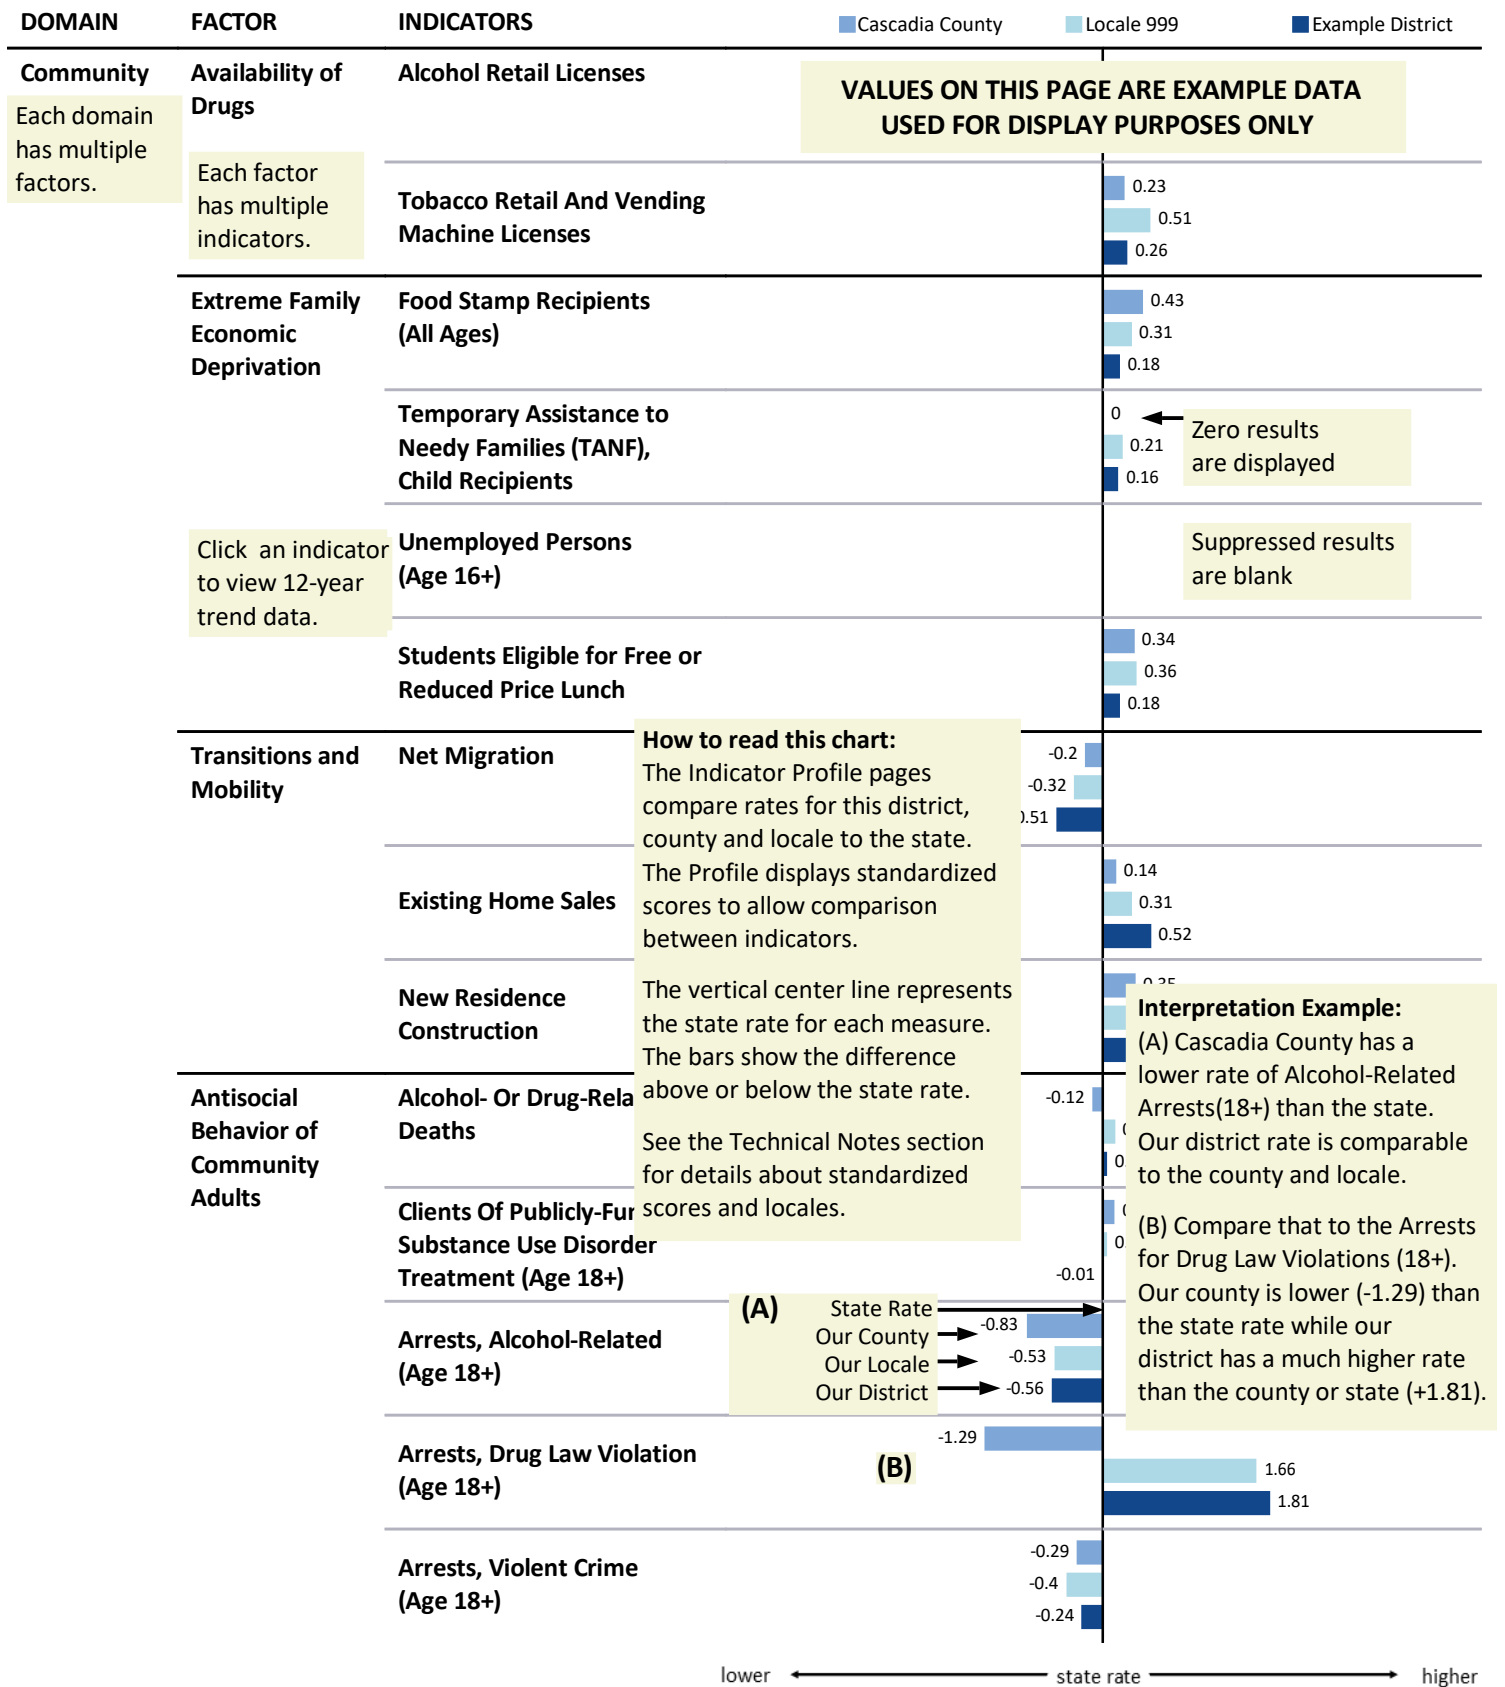 DOMAIN FACTOR INDICATORS Cascadia County Locale 999 Example District
Community Availability of Drugs Alcohol Retail Licenses
Each domain
has multiple
factors.
Each factor
has multiple
indicators.
VALUES ON THIS PAGE ARE EXAMPLE DATA
USED FOR DISPLAY PURPOSES ONLY
Tobacco Retail And Vending
Machine Licenses
0.23
0.51
0.26
Extreme Family
Economic
Deprivation
Food Stamp Recipients
(All Ages)
0.43
0.31
0.18
Temporary Assistance to
Needy Families (TANF),
Child Recipients
0
0.21
0.16
Zero results
are displayed
Click an indicator
to view 12-year
trend data.
Unemployed Persons
(Age 16+)
Suppressed results
are blank
Students Eligible for Free or
Reduced Price Lunch
0.34
0.36
0.18
Transitions and
Mobility
Net Migration
-0.2
-0.32
0.51
How to read this chart:
The Indicator Profile pages
compare rates for this district,
county and locale to the state.
The Profile displays standardized
scores to allow comparison
between indicators.
The vertical center line represents
the state rate for each measure.
The bars show the difference
above or below the state rate.
See the Technical Notes section
for details about standardized
scores and locales.
Existing Home Sales
0.14
0.31
0.52
New Residence
Construction
Interpretation Example:
(A) Cascadia County has a
lower rate of Alcohol-Related
Arrests(18+) than the state.
Our district rate is comparable
to the county and locale.
(B) Compare that to the Arrests
for Drug Law Violations (18+).
Our county is lower (-1.29) than
the state rate while our
district has a much higher rate
than the county or state (+1.81).
Antisocial
Behavior of
Community
Adults
Alcohol- Or Drug-Rela
Deaths
-0.12
Clients Of Publicly-Fu
Substance Use Disorder
Treatment (Age 18+)
-0.01
Arrests, Alcohol-Related
(Age 18+)
(A) State Rate
Our County -0.83
Our Locale -0.53
Our District -0.56
Arrests, Drug Law Violation
(Age 18+)
(B)
-1.29
1.66
1.81
Arrests, Violent Crime
(Age 18+)
-0.29
-0.4
-0.24
lower state rate higher